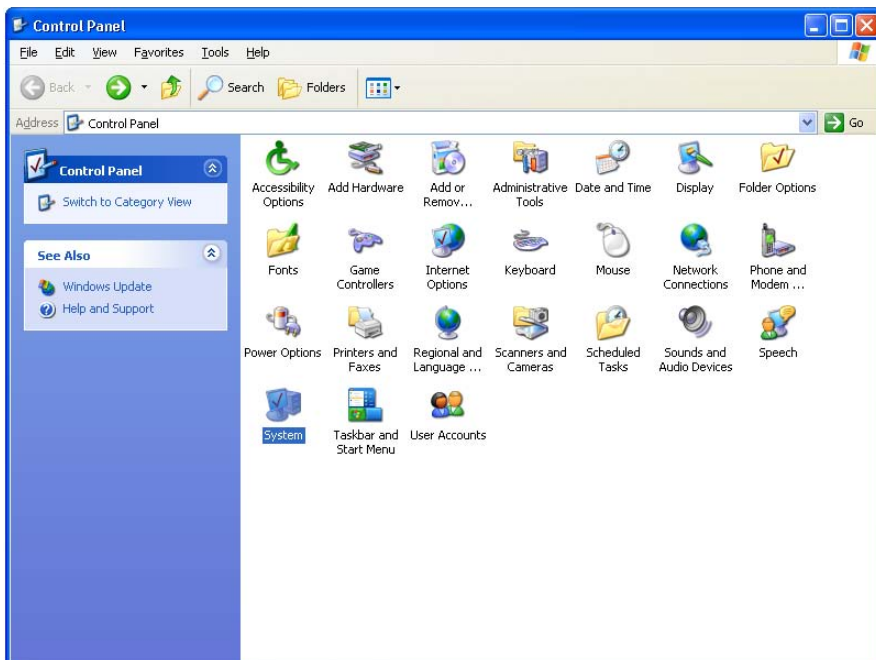 Control Panel
File Edit View Favorites Tools Help
Back Search Folders
Address Control Panel Go
Control Panel
Switch to Category View
See Also
Windows Update
Help and Support
Accessibility Options
Add Hardware
Add or Remov...
Administrative Tools
Date and Time
Display
Folder Options
Fonts
Game Controllers
Internet Options
Keyboard
Mouse
Network Connections
Phone and Modem ...
Power Options
Printers and Faxes
Regional and Language ...
Scanners and Cameras
Scheduled Tasks
Sounds and Audio Devices
Speech
System
Taskbar and Start Menu
User Accounts